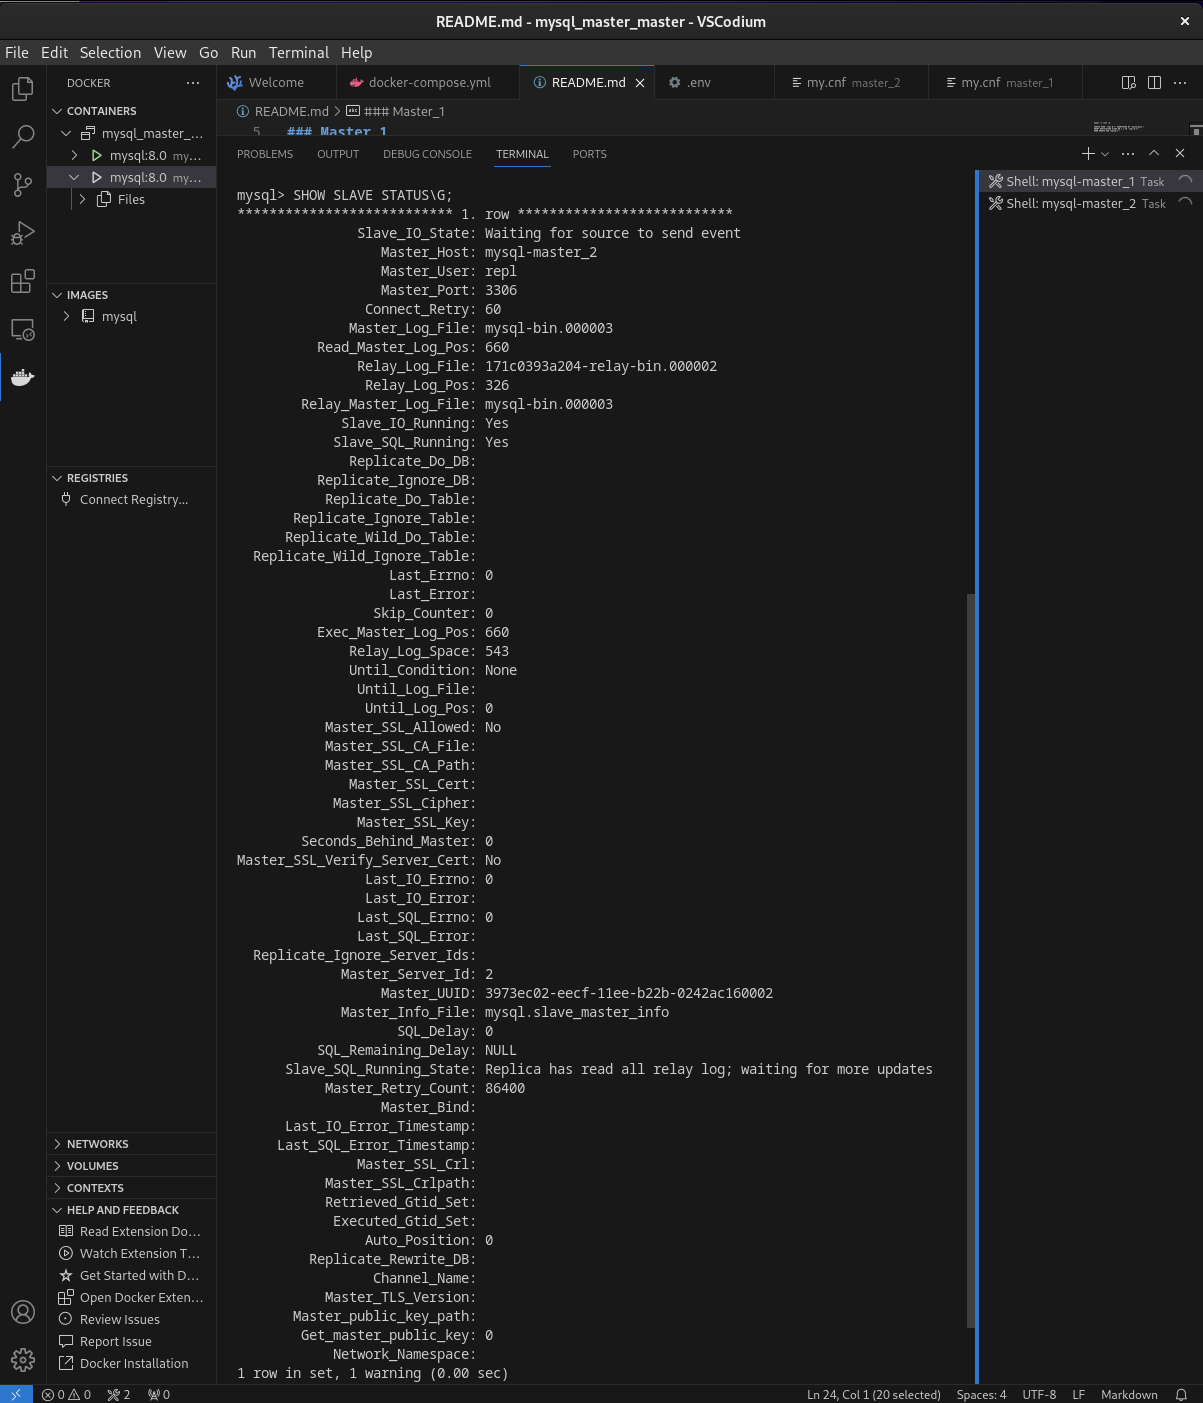 README.md - mysql_master_master - VSCodium
File Edit Selection View Go Run Terminal Help
DOCKER
CONTAINERS
mysql_master_...
mysql:8.0 my...
mysql:8.0 my...
Files
IMAGES
mysql
REGISTRIES
Connect Registry...
NETWORKS
VOLUMES
CONTEXTS
HELP AND FEEDBACK
Read Extension Do...
Watch Extension T...
Get Started with D...
Open Docker Exten...
Review Issues
Report Issue
Docker Installation
Welcome docker-compose.yml README.md .env my.cnf master_2 my.cnf master_1
README.md > ### Master_1
5 ### Master 1
PROBLEMS OUTPUT DEBUG CONSOLE TERMINAL PORTS
mysql> SHOW SLAVE STATUS\G;
*************************** 1. row ***************************
Slave_IO_State: Waiting for source to send event
Master_Host: mysql-master_2
Master_User: repl
Master_Port: 3306
Connect_Retry: 60
Master_Log_File: mysql-bin.000003
Read_Master_Log_Pos: 660
Relay_Log_File: 171c0393a204-relay-bin.000002
Relay_Log_Pos: 326
Relay_Master_Log_File: mysql-bin.000003
Slave_IO_Running: Yes
Slave_SQL_Running: Yes
Replicate_Do_DB:
Replicate_Ignore_DB:
Replicate_Do_Table:
Replicate_Ignore_Table:
Replicate_Wild_Do_Table:
Replicate_Wild_Ignore_Table:
Last_Errno: 0
Last_Error:
Skip_Counter: 0
Exec_Master_Log_Pos: 660
Relay_Log_Space: 543
Until_Condition: None
Until_Log_File:
Until_Log_Pos: 0
Master_SSL_Allowed: No
Master_SSL_CA_File:
Master_SSL_CA_Path:
Master_SSL_Cert:
Master_SSL_Cipher:
Master_SSL_Key:
Seconds_Behind_Master: 0
Master_SSL_Verify_Server_Cert: No
Last_IO_Errno: 0
Last_IO_Error:
Last_SQL_Errno: 0
Last_SQL_Error:
Replicate_Ignore_Server_Ids:
Master_Server_Id: 2
Master_UUID: 3973ec02-eecf-11ee-b22b-0242ac160002
Master_Info_File: mysql.slave_master_info
SQL_Delay: 0
SQL_Remaining_Delay: NULL
Slave_SQL_Running_State: Replica has read all relay log; waiting for more updates
Master_Retry_Count: 86400
Master_Bind:
Last_IO_Error_Timestamp:
Last_SQL_Error_Timestamp:
Master_SSL_Crl:
Master_SSL_Crlpath:
Retrieved_Gtid_Set:
Executed_Gtid_Set:
Auto_Position: 0
Replicate_Rewrite_DB:
Channel_Name:
Master_TLS_Version:
Master_public_key_path:
Get_master_public_key: 0
Network_Namespace:
1 row in set, 1 warning (0.00 sec)
Shell: mysql-master_1 Task
Shell: mysql-master_2 Task
0 0 2 0 Ln 24, Col 1 (20 selected) Spaces: 4 UTF-8 LF Markdown